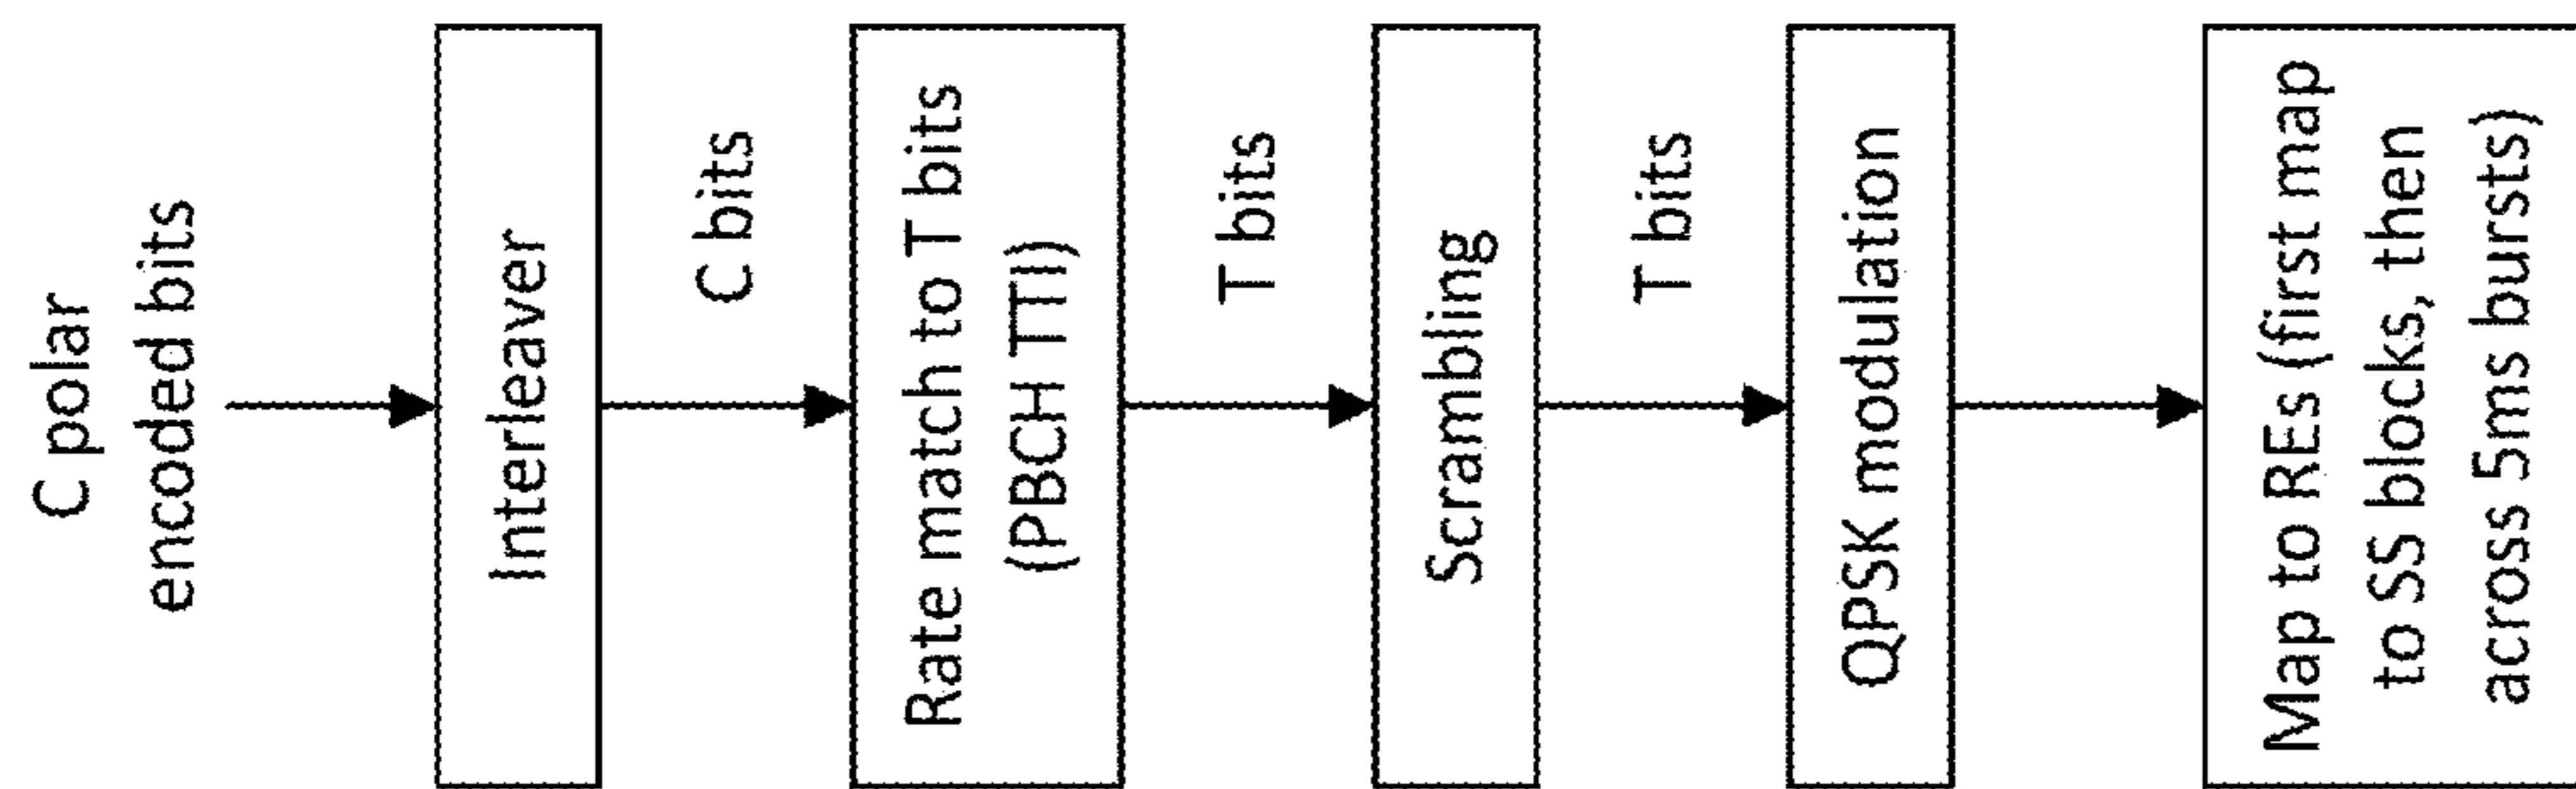 C polar
encoded bits
Interleaver
C bits
Rate match to T bits
(PBCH TTI)
T bits
Scrambling
T bits
QPSK modulation
Map to REs (first map
to SS blocks, then
across 5ms bursts)